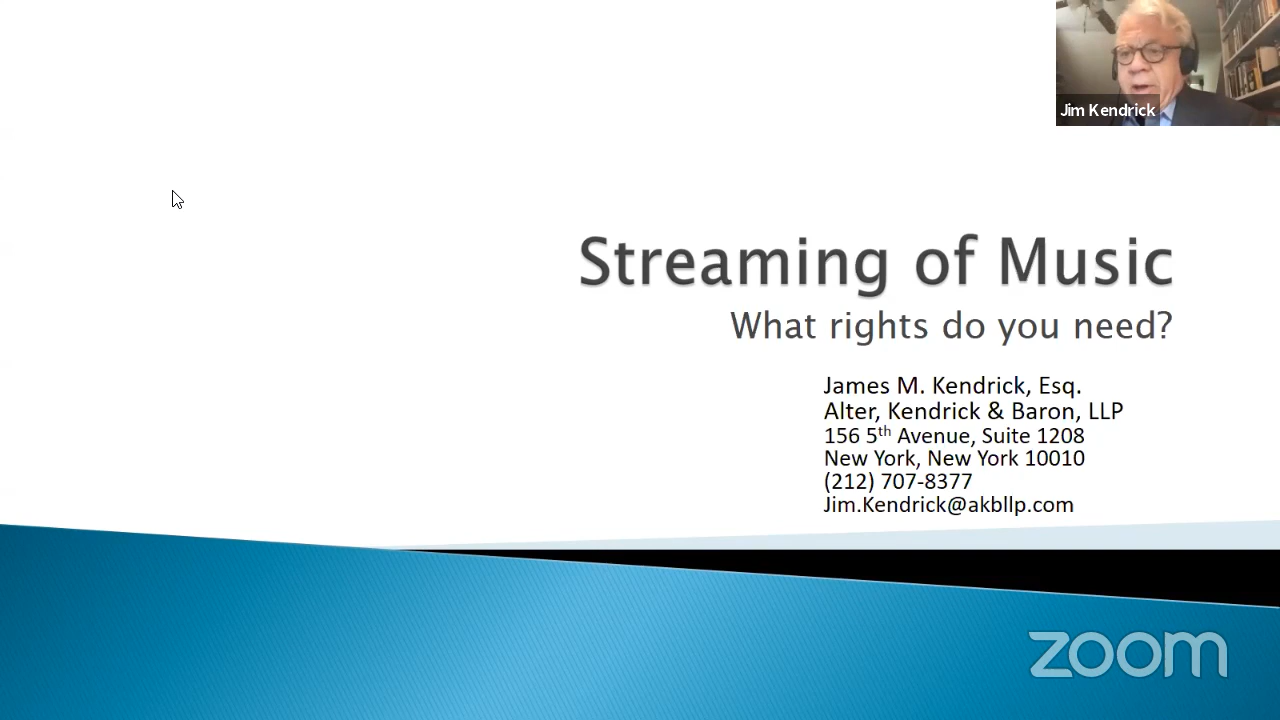 Jim Kendrick
Streaming of Music
What rights do you need?
James M. Kendrick, Esq.
Alter, Kendrick & Baron, LLP
156 5th Avenue, Suite 1208
New York, New York 10010
(212) 707-8377
Jim.Kendrick@akbllp.com
zoom